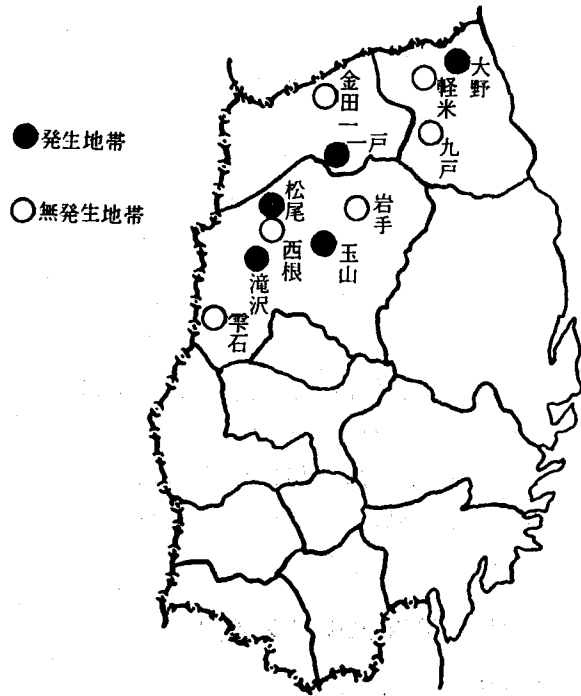 ●発生地帯
○無発生地帯
金田一
一戸
大野
軽米
九戸
松尾
西根
滝沢
岩手
玉山
雫石